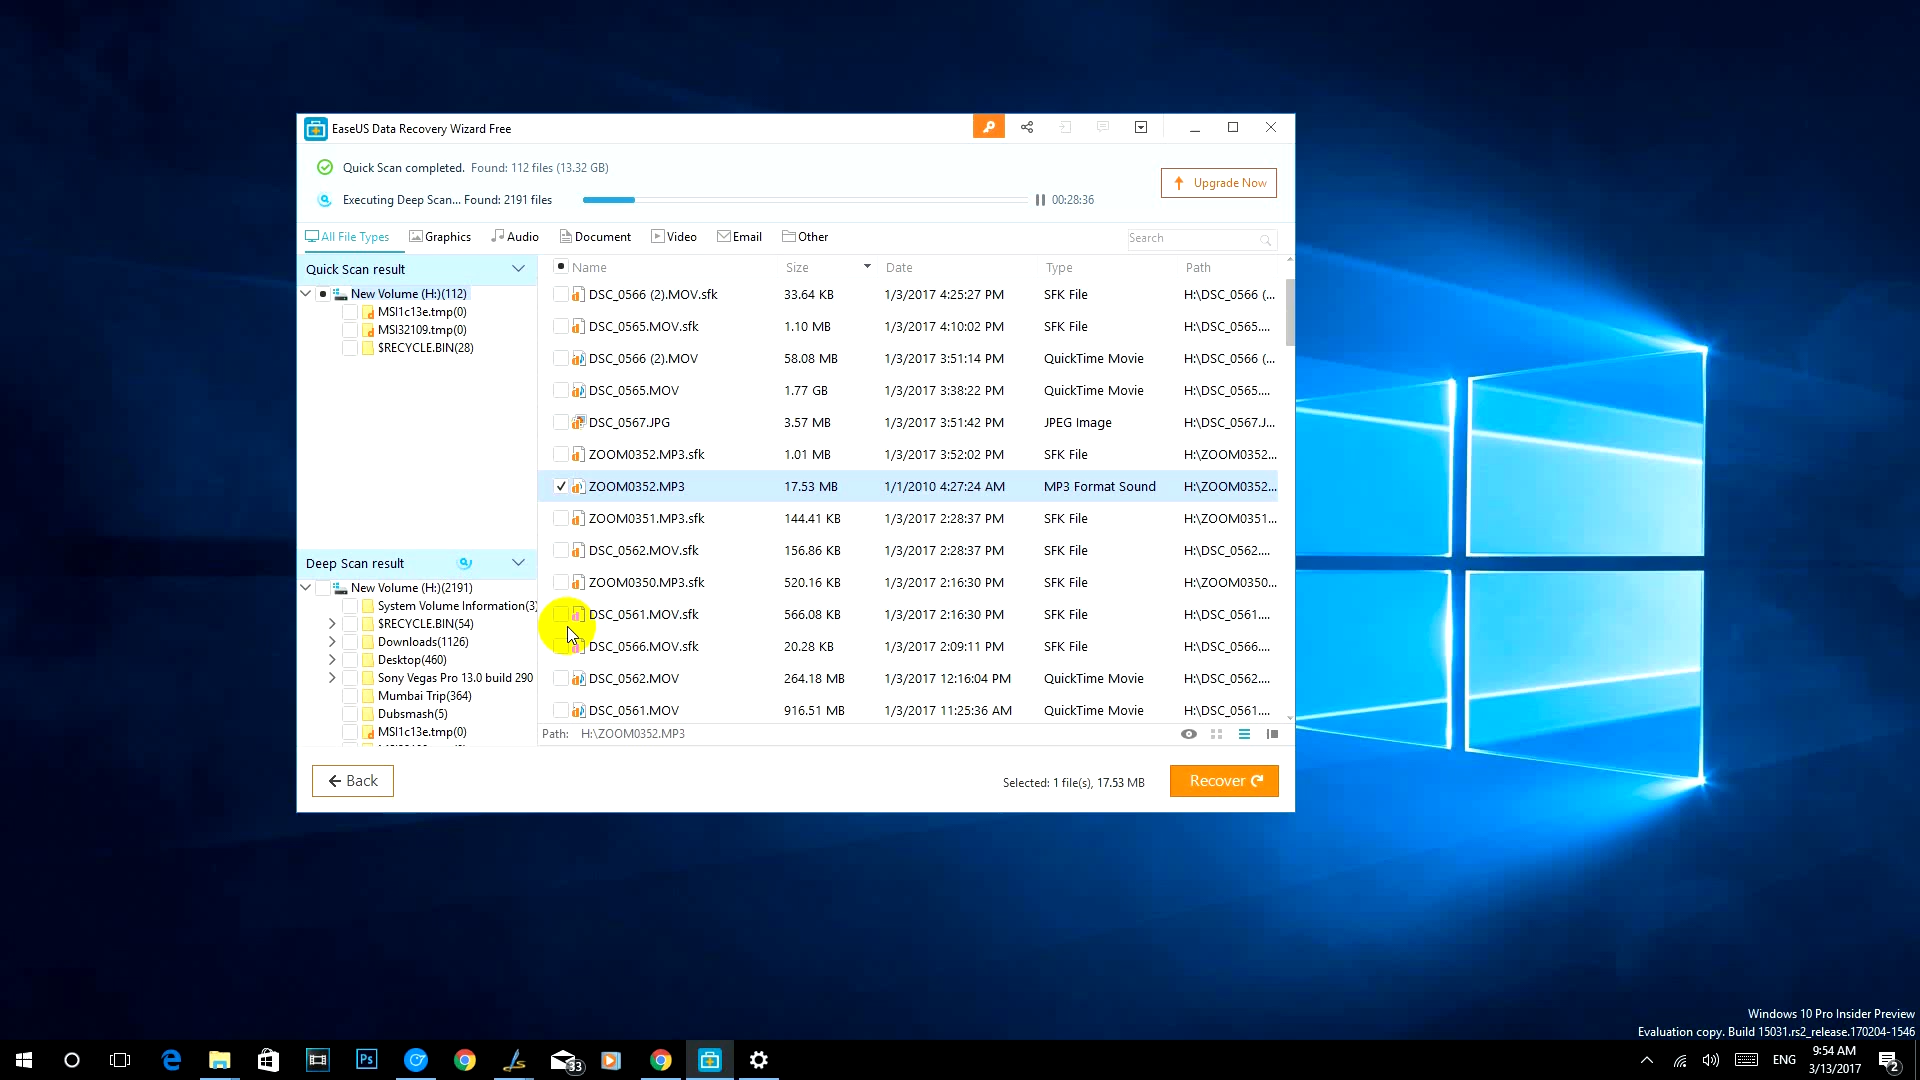 EaseUS Data Recovery Wizard Free
Quick Scan completed. Found: 112 files (13.32 GB)
Executing Deep Scan... Found: 2191 files 00:28:36
Upgrade Now
All File Types Graphics Audio Document Video Email Other Search
Quick Scan result
New Volume (H:)(112)
MSI1c13e.tmp(0)
MSI32109.tmp(0)
$RECYCLE.BIN(28)
Deep Scan result
New Volume (H:)(2191)
System Volume Information(3)
$RECYCLE.BIN(54)
Downloads(1126)
Desktop(460)
Sony Vegas Pro 13.0 build 290
Mumbai Trip(364)
Dubsmash(5)
MSI1c13e.tmp(0)
Name Size Date Type Path
DSC_0566 (2).MOV.sfk 33.64 KB 1/3/2017 4:25:27 PM SFK File H:\DSC_0566 (...
DSC_0565.MOV.sfk 1.10 MB 1/3/2017 4:10:02 PM SFK File H:\DSC_0565....
DSC_0566 (2).MOV 58.08 MB 1/3/2017 3:51:14 PM QuickTime Movie H:\DSC_0566 (...
DSC_0565.MOV 1.77 GB 1/3/2017 3:38:22 PM QuickTime Movie H:\DSC_0565....
DSC_0567.JPG 3.57 MB 1/3/2017 3:51:42 PM JPEG Image H:\DSC_0567.J...
ZOOM0352.MP3.sfk 1.01 MB 1/3/2017 3:52:02 PM SFK File H:\ZOOM0352...
ZOOM0352.MP3 17.53 MB 1/1/2010 4:27:24 AM MP3 Format Sound H:\ZOOM0352...
ZOOM0351.MP3.sfk 144.41 KB 1/3/2017 2:28:37 PM SFK File H:\ZOOM0351...
DSC_0562.MOV.sfk 156.86 KB 1/3/2017 2:28:37 PM SFK File H:\DSC_0562....
ZOOM0350.MP3.sfk 520.16 KB 1/3/2017 2:16:30 PM SFK File H:\ZOOM0350...
DSC_0561.MOV.sfk 566.08 KB 1/3/2017 2:16:30 PM SFK File H:\DSC_0561....
DSC_0566.MOV.sfk 20.28 KB 1/3/2017 2:09:11 PM SFK File H:\DSC_0566....
DSC_0562.MOV 264.18 MB 1/3/2017 12:16:04 PM QuickTime Movie H:\DSC_0562....
DSC_0561.MOV 916.51 MB 1/3/2017 11:25:36 AM QuickTime Movie H:\DSC_0561....
Path: H:\ZOOM0352.MP3
Back Selected: 1 file(s), 17.53 MB Recover
Windows 10 Pro Insider Preview
Evaluation copy. Build 15031.rs2_release.170204-1546
Ps 33 ENG 9:54 AM 2
3/13/2017